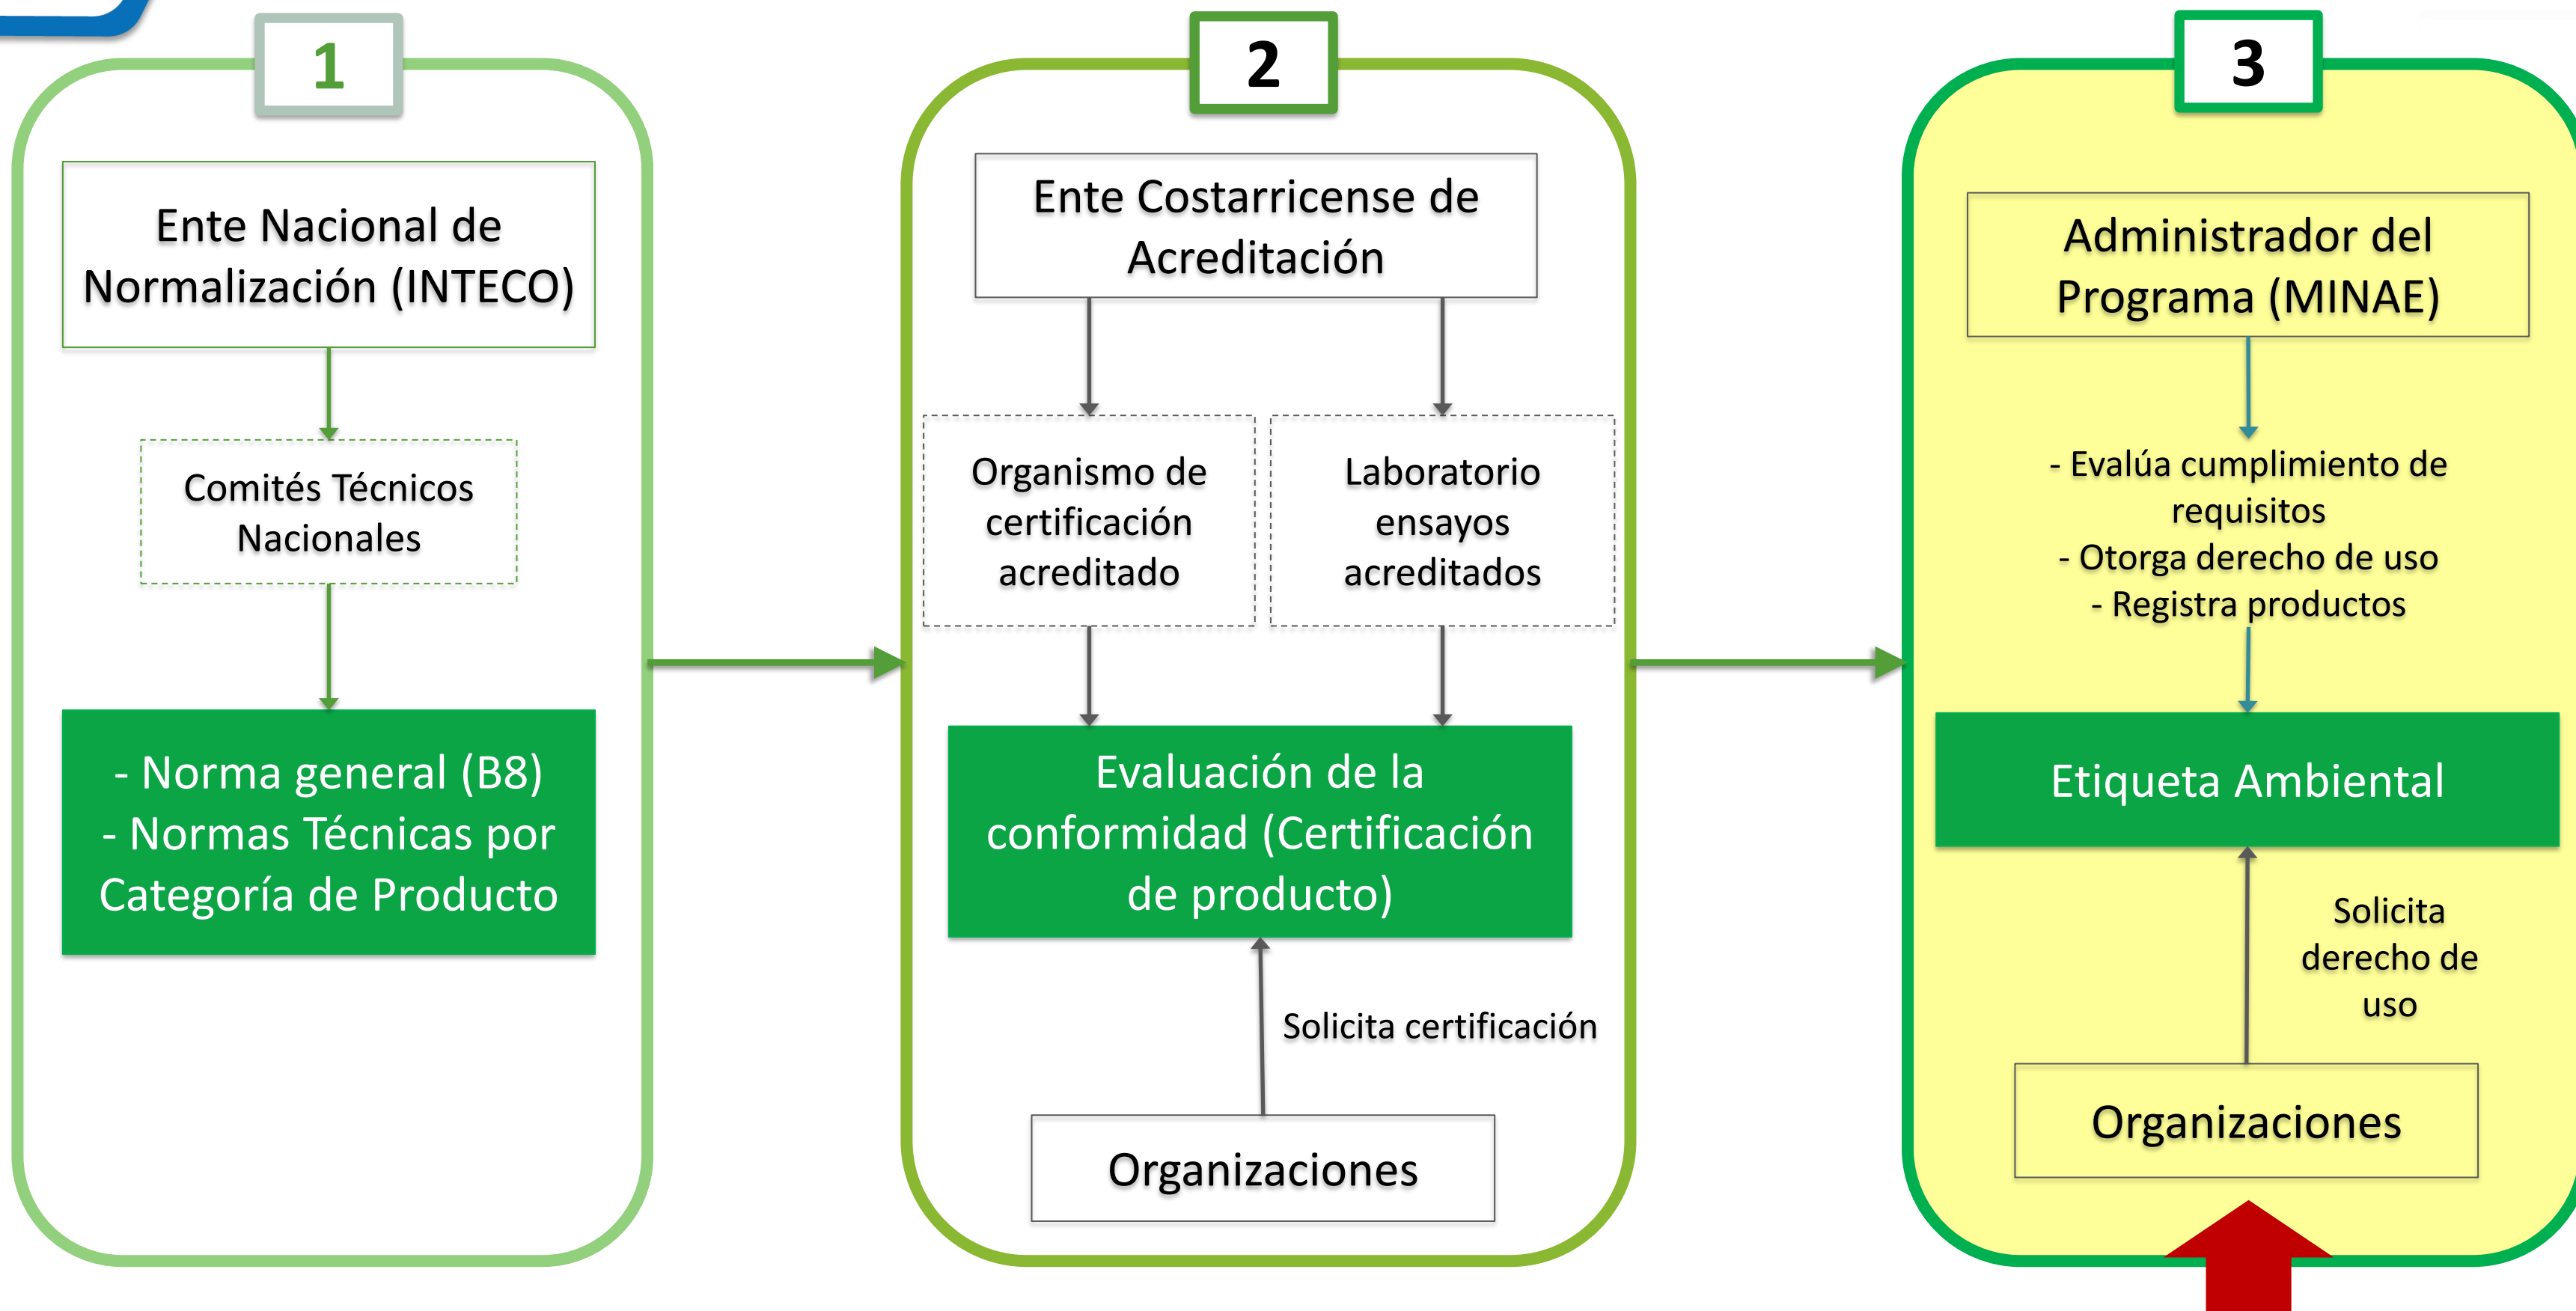 1
Ente Nacional de
Normalización (INTECO)
Comités Técnicos
Nacionales
- Norma general (B8)
- Normas Técnicas por
Categoría de Producto
2
Ente Costarricense de
Acreditación
Organismo de
certificación
acreditado
Laboratorio
ensayos
acreditados
Evaluación de la
conformidad (Certificación
de producto)
Solicita certificación
Organizaciones
3
Administrador del
Programa (MINAE)
- Evalúa cumplimiento de
requisitos
- Otorga derecho de uso
- Registra productos
Etiqueta Ambiental
Solicita
derecho de
uso
Organizaciones